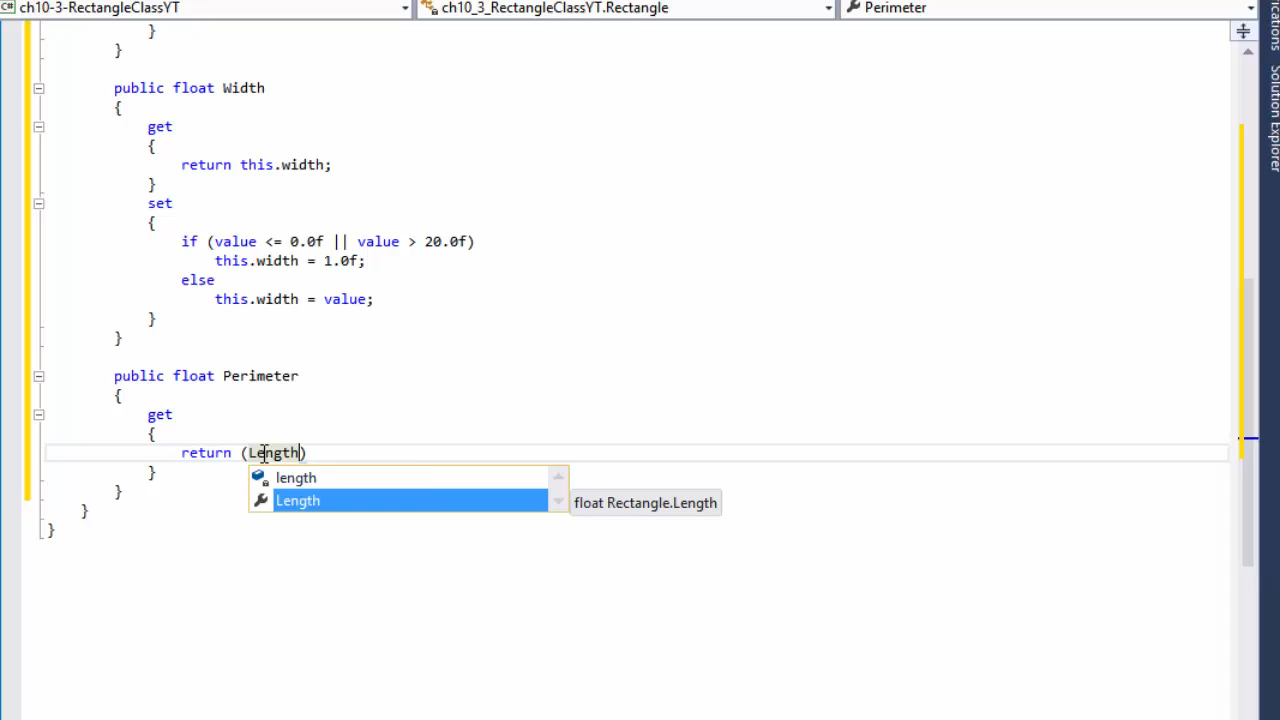 ch10-3-RectangleClassYT ch10_3_RectangleClassYT.Rectangle Perimeter
}
}
public float Width
{
get
{
return this.width;
}
set
{
if (value <= 0.0f || value > 20.0f)
this.width = 1.0f;
else
this.width = value;
}
}
public float Perimeter
{
get
{
return (Length)
}
}
}
}
length
Length
float Rectangle.Length
ications
Solution Explorer